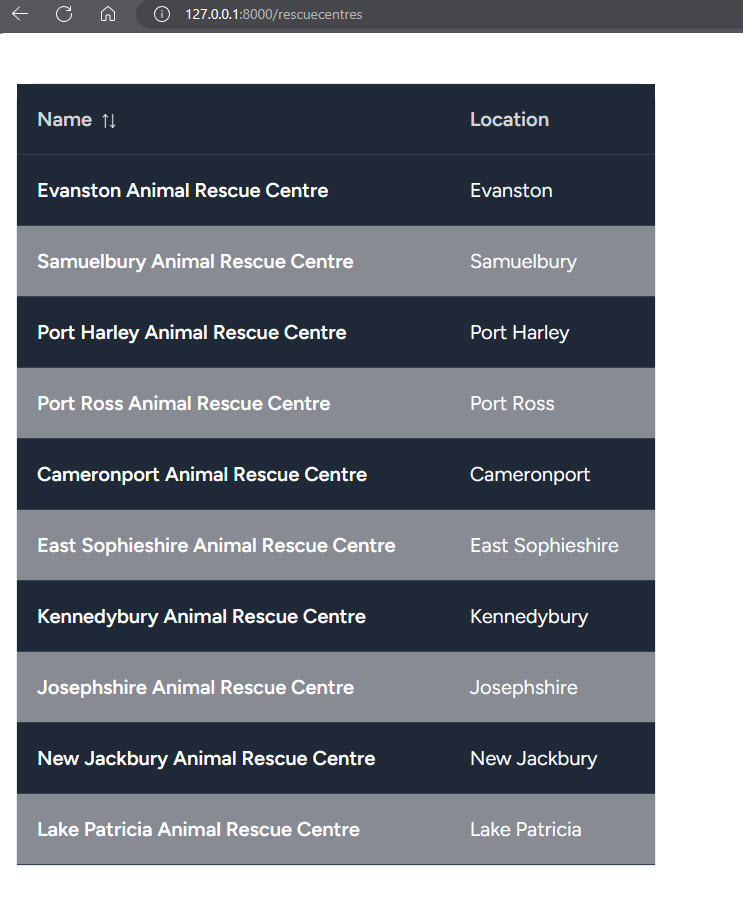 127.0.0.1:8000/rescuecentres
Name ↑↓ Location
Evanston Animal Rescue Centre Evanston
Samuelbury Animal Rescue Centre Samuelbury
Port Harley Animal Rescue Centre Port Harley
Port Ross Animal Rescue Centre Port Ross
Cameronport Animal Rescue Centre Cameronport
East Sophieshire Animal Rescue Centre East Sophieshire
Kennedybury Animal Rescue Centre Kennedybury
Josephshire Animal Rescue Centre Josephshire
New Jackbury Animal Rescue Centre New Jackbury
Lake Patricia Animal Rescue Centre Lake Patricia